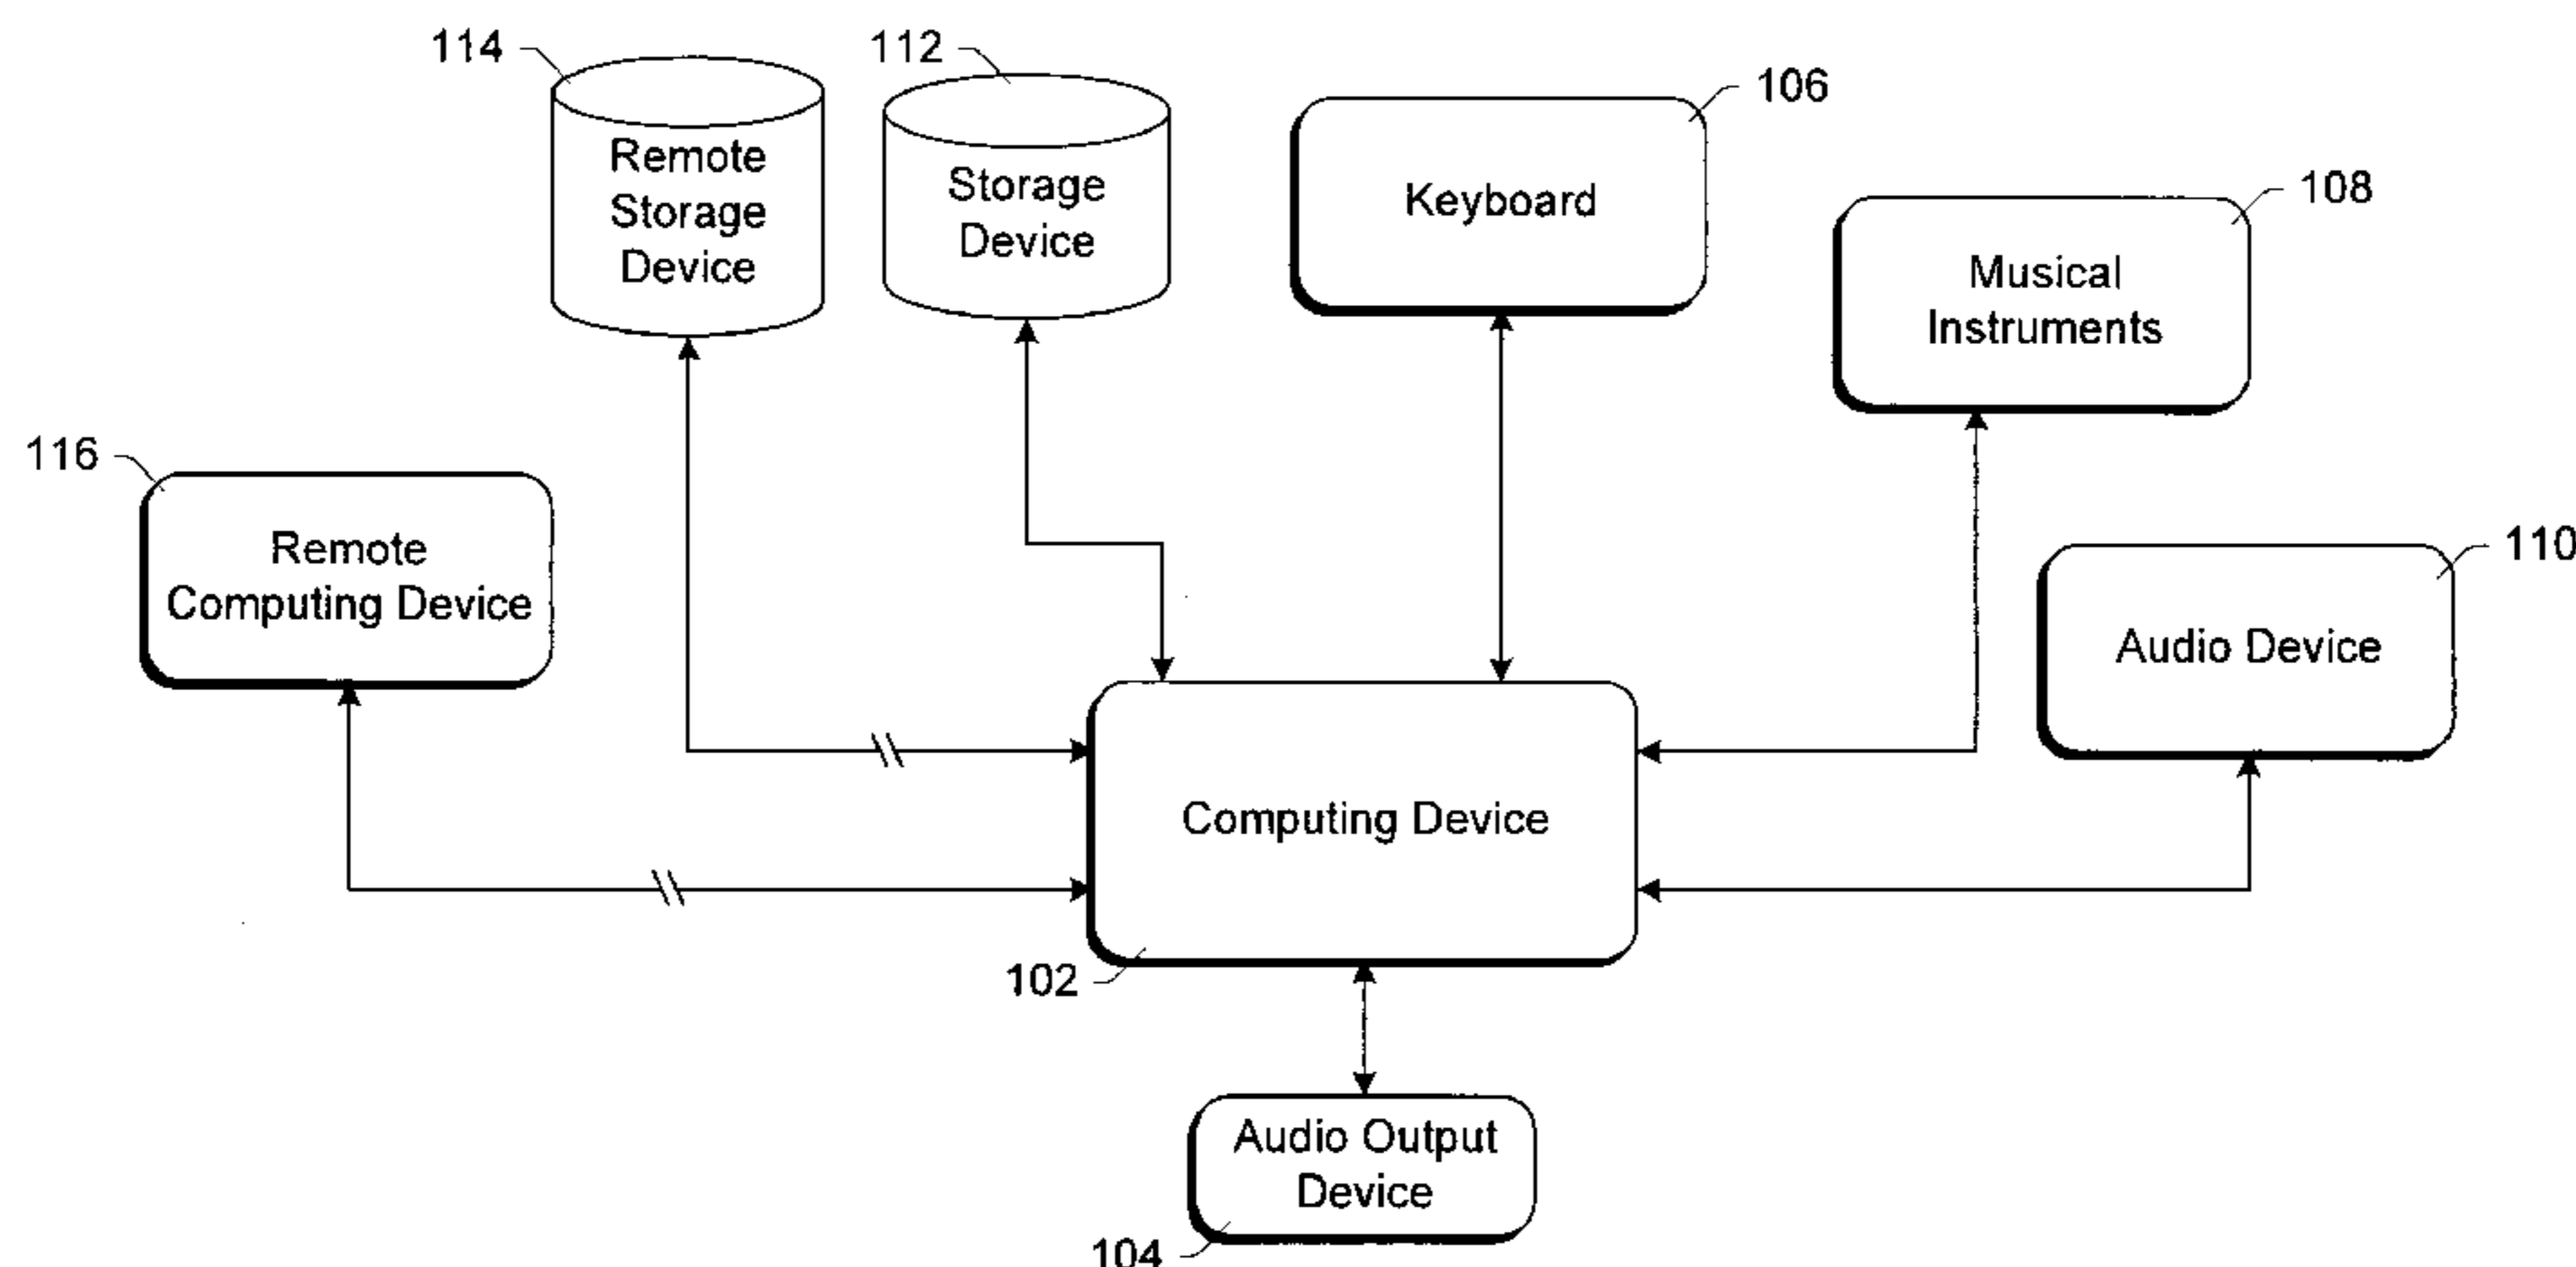 114
112
106
Remote
Storage
Device
Storage
Device
Keyboard
108
Musical
Instruments
116
Remote
Computing Device
110
Audio Device
Computing Device
102
Audio Output
Device
104